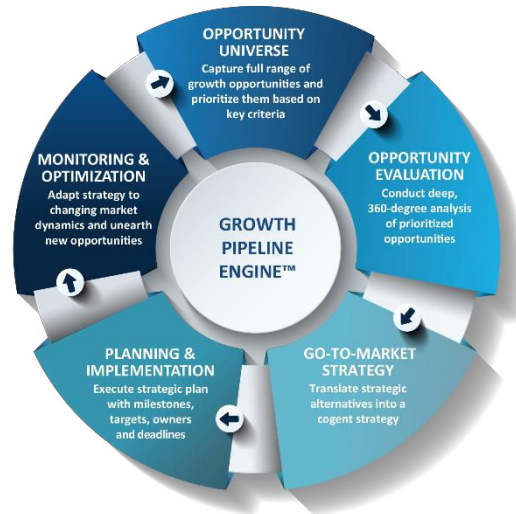 OPPORTUNITY
UNIVERSE
Capture full range of
growth opportunities and
prioritize them based on
key criteria
OPPORTUNITY
EVALUATION
Conduct deep,
360-degree analysis
of prioritized
opportunities
GO-TO-MARKET
STRATEGY
Translate strategic
alternatives into a
cogent strategy
PLANNING &
IMPLEMENTATION
Execute strategic plan
with milestones,
targets, owners
and deadlines
MONITORING &
OPTIMIZATION
Adapt strategy to
changing market
dynamics and unearth
new opportunities
GROWTH
PIPELINE
ENGINE™